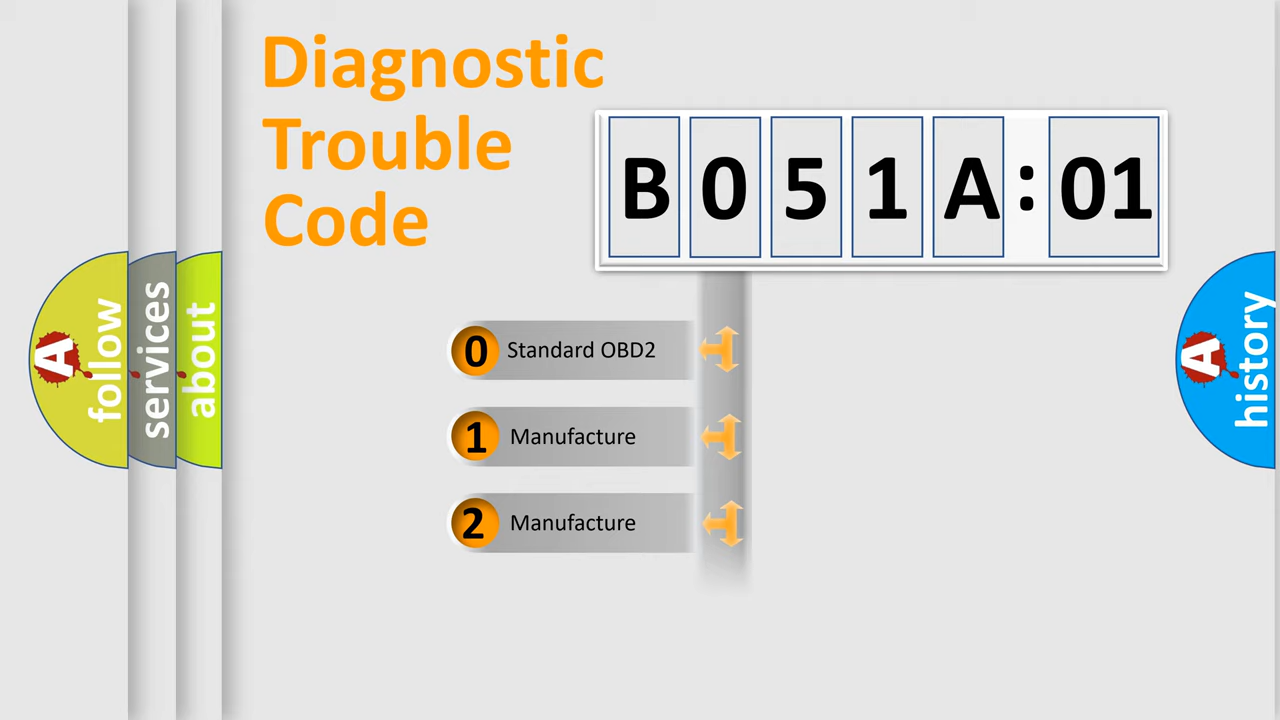 Diagnostic
Trouble
Code
B 0 5 1 A : 01
0 Standard OBD2
1 Manufacture
2 Manufacture
A follow
services
about
A history